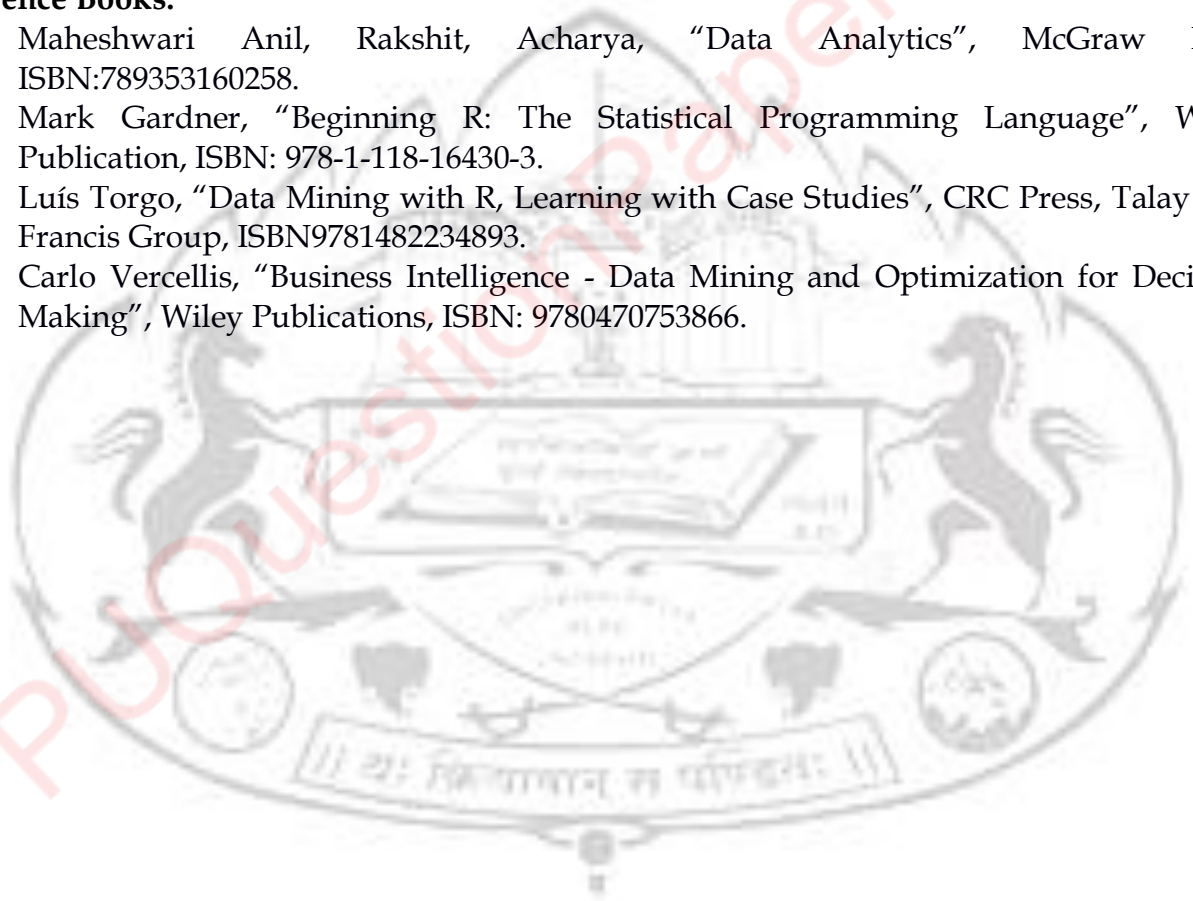 ence Books:
Maheshwari Anil, Rakshit, Acharya, “Data Analytics”, McGraw
ISBN:789353160258.
Mark Gardner, “Beginning R: The Statistical Programming Language”, W
Publication, ISBN: 978-1-118-16430-3.
Luís Torgo, “Data Mining with R, Learning with Case Studies”, CRC Press, Talay
Francis Group, ISBN9781482234893.
Carlo Vercellis, “Business Intelligence - Data Mining and Optimization for Deci
Making”, Wiley Publications, ISBN: 9780470753866.
PUQuestionPape
|| यः क्रियावान स पण्डितः ||